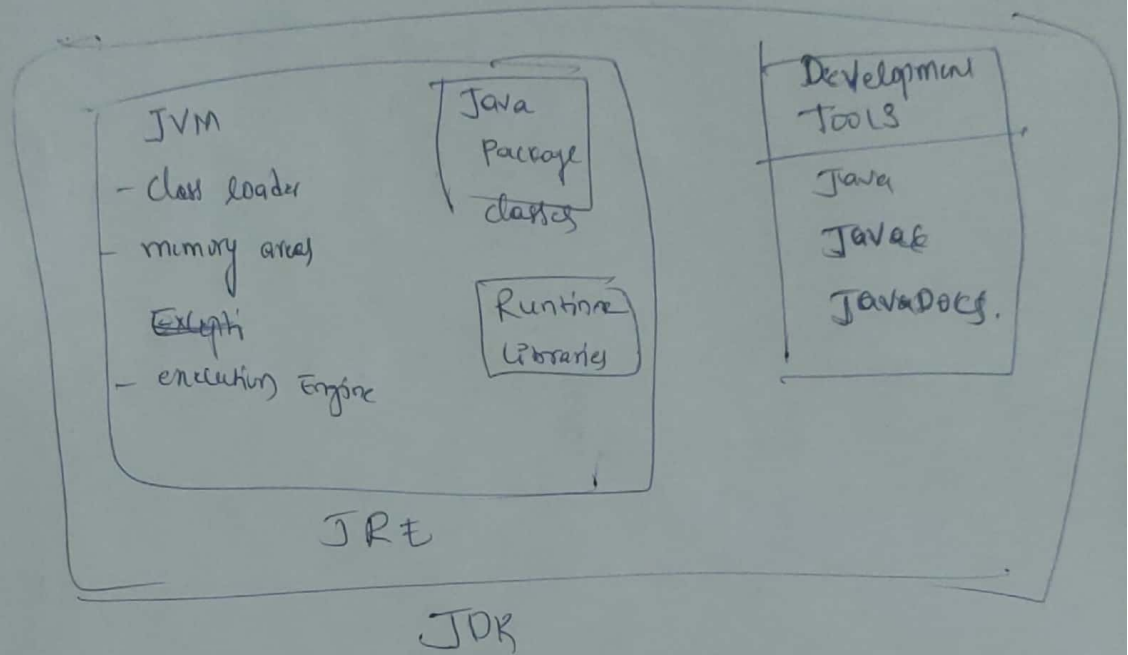 JVM
- Class loader
- memory areas
Excepti
- execution Engine
Java
Package
classes
Runtime
Libraries
JRE
Development
TOOLS
Java
Javac
JavaDocs.
JDK